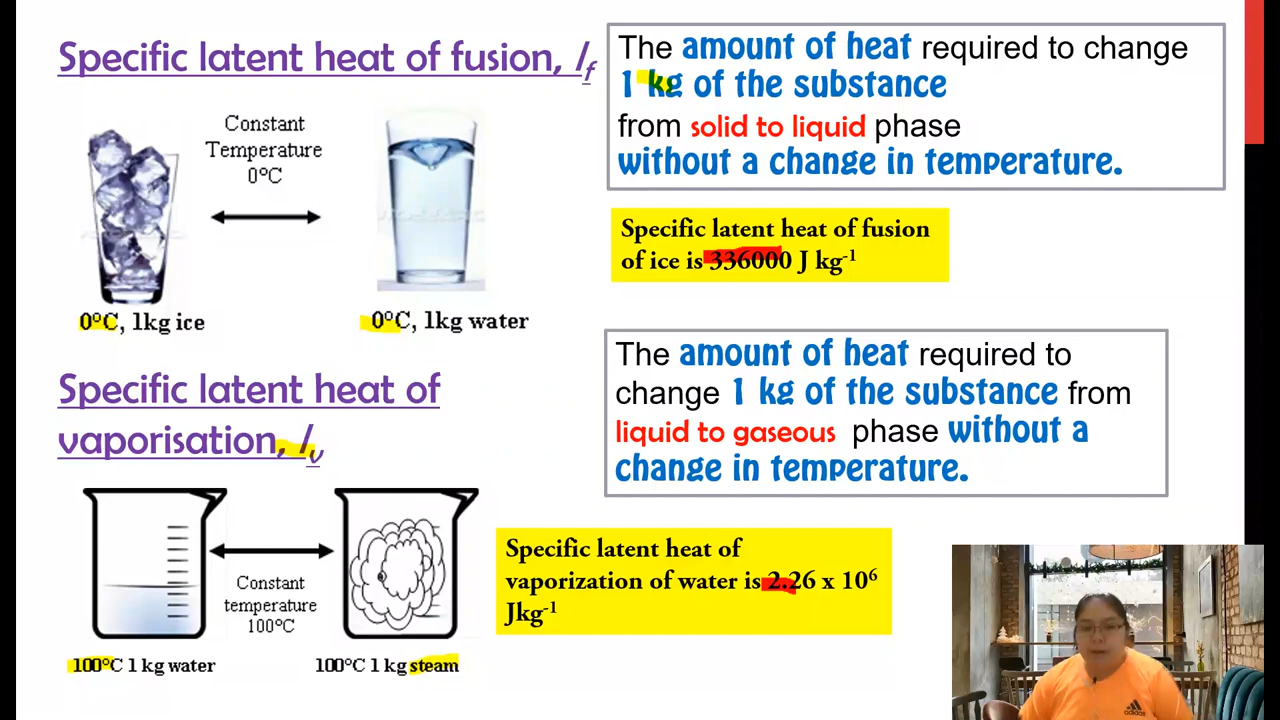 Specific latent heat of fusion, lf
Constant
Temperature
0°C
0°C, 1kg ice
0°C, 1kg water
The amount of heat required to change
1 kg of the substance
from solid to liquid phase
without a change in temperature.
Specific latent heat of fusion
of ice is 336000 J kg-1
Specific latent heat of
vaporisation, lv
Constant
temperature
100°C
100°C 1 kg water
100°C 1 kg steam
The amount of heat required to
change 1 kg of the substance from
liquid to gaseous phase without a
change in temperature.
Specific latent heat of
vaporization of water is 2.26 x 10⁶
Jkg-1
adidas